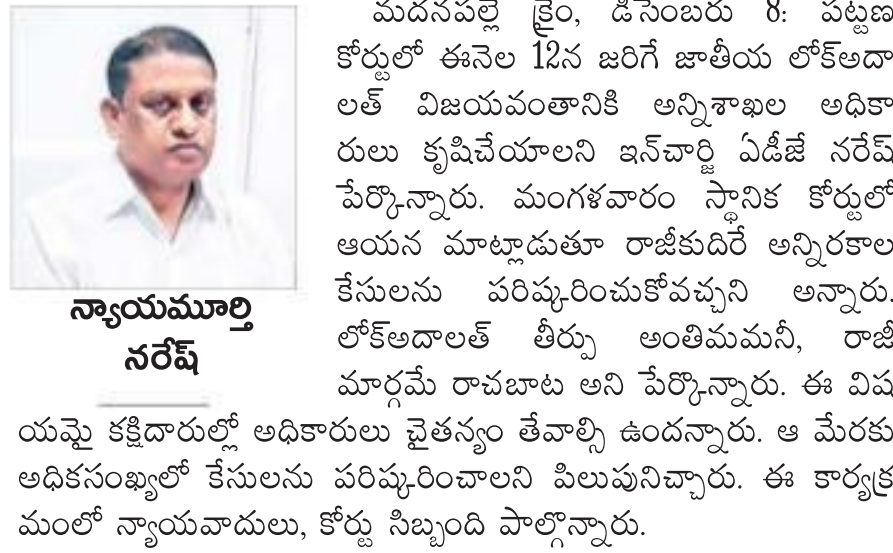 మదనపల్లె క్రైం, డిసెంబరు 8: పట్టణ
కోర్టులో ఈనెల 12న జరిగే జాతీయ లోక్అదా
లత్ విజయవంతానికి అన్నిశాఖల అధికా
రులు కృషిచేయాలని ఇన్‌చార్జి ఏడీజే నరేష్
పేర్కొన్నారు. మంగళవారం స్థానిక కోర్టులో
ఆయన మాట్లాడుతూ రాజీకుదిరే అన్నిరకాల
కేసులను పరిష్కరించుకోవచ్చని అన్నారు.
లోక్అదాలత్ తీర్పు అంతిమమనీ, రాజీ
మార్గమే రాచబాట అని పేర్కొన్నారు. ఈ విష
యమై కక్షిదారుల్లో అధికారులు చైతన్యం తేవాల్సి ఉందన్నారు. ఆ మేరకు
అధికసంఖ్యలో కేసులను పరిష్కరించాలని పిలుపునిచ్చారు. ఈ కార్యక్ర
మంలో న్యాయవాదులు, కోర్టు సిబ్బంది పాల్గొన్నారు.
న్యాయమూర్తి
నరేష్